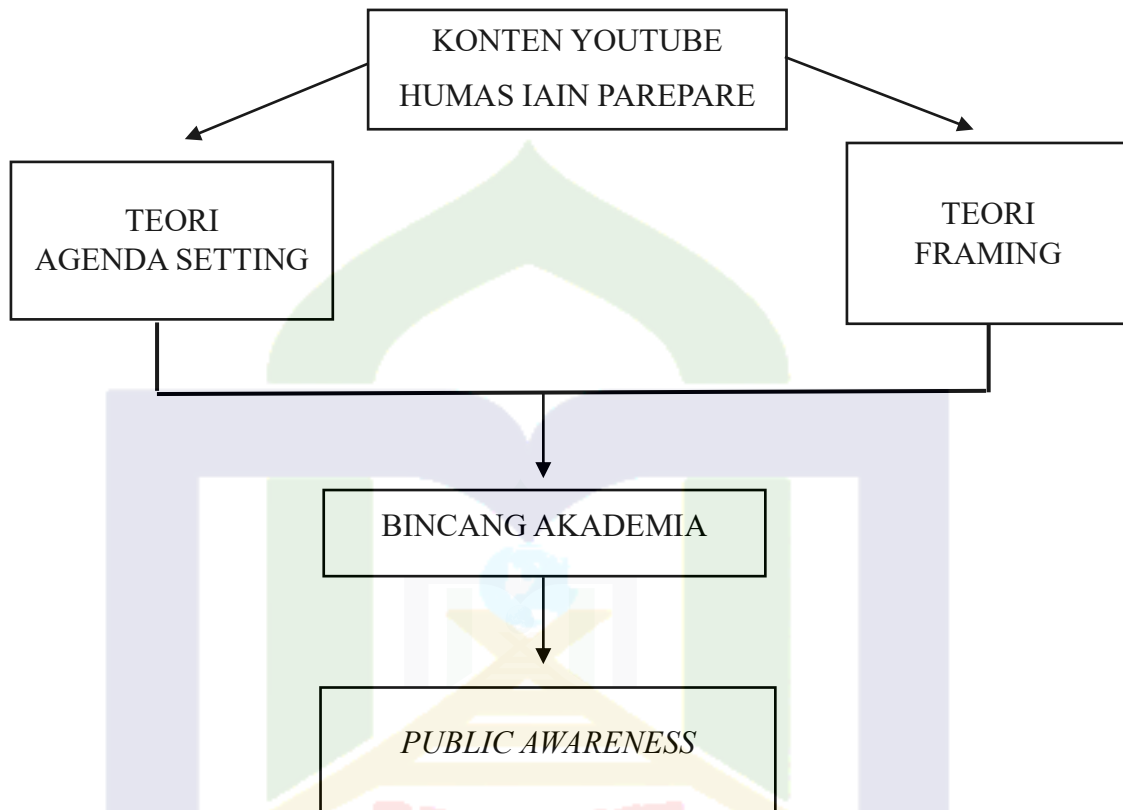 KONTEN YOUTUBE
HUMAS IAIN PAREPARE
TEORI
AGENDA SETTING
TEORI
FRAMING
BINCANG AKADEMIA
PUBLIC AWARENESS